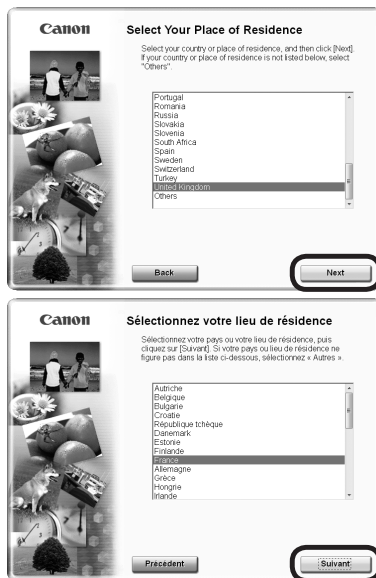 Canon
Select Your Place of Residence
Select your country or place of residence, and then click [Next].
If your country or place of residence is not listed below, select
"Others".
Portugal
Romania
Russia
Slovakia
Slovenia
South Africa
Spain
Sweden
Switzerland
Turkey
United Kingdom
Others
Back
Next
Canon
Sélectionnez votre lieu de résidence
Sélectionnez votre pays ou votre lieu de résidence, puis
cliquez sur [Suivant]. Si votre pays ou lieu de résidence ne
figure pas dans la liste ci-dessous, sélectionnez « Autres ».
Autriche
Belgique
Bulgarie
Croatie
République tchèque
Danemark
Estonie
Finlande
France
Allemagne
Grèce
Hongrie
Irlande
Précédent
Suivant